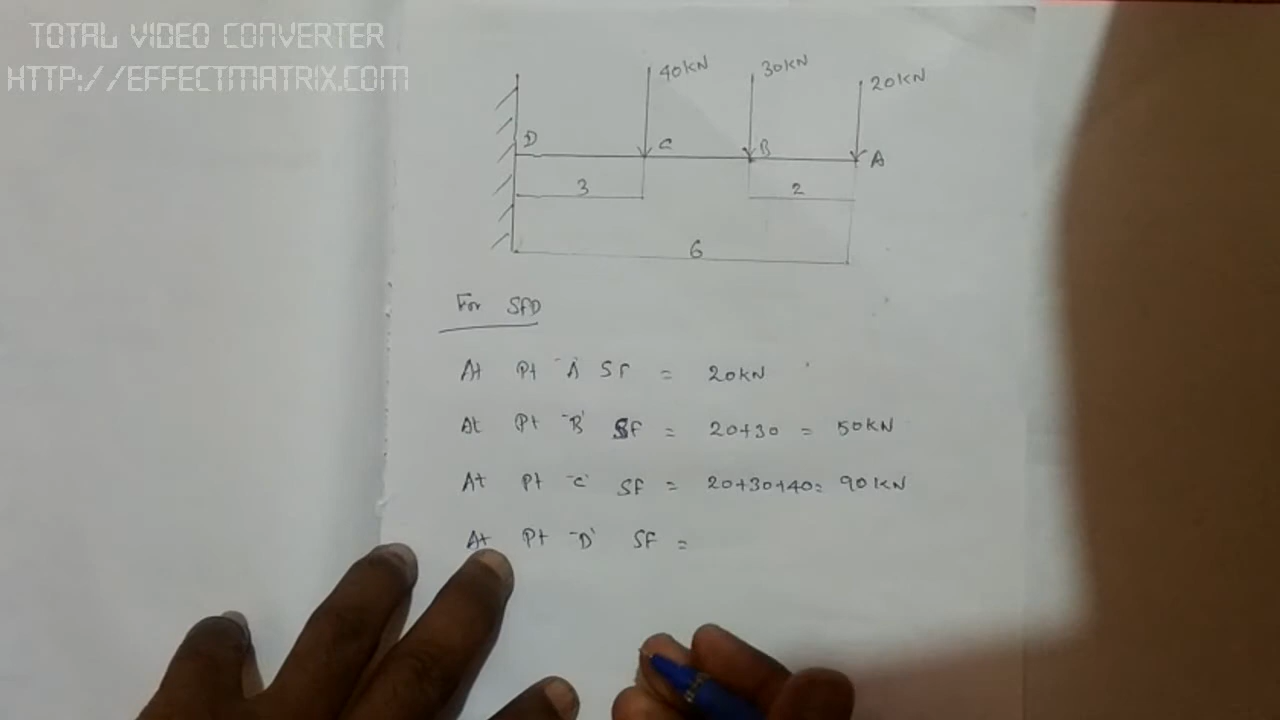 TOTAL VIDEO CONVERTER
HTTP://EFFECTMATRIX.COM
40KN
30KN
20KN
D
C
B
A
3
2
6
For SFD
At Pt 'A' SF = 20KN
At Pt 'B' SF = 20+30 = 50KN
At Pt 'C' SF = 20+30+40= 90KN
At Pt 'D' SF =